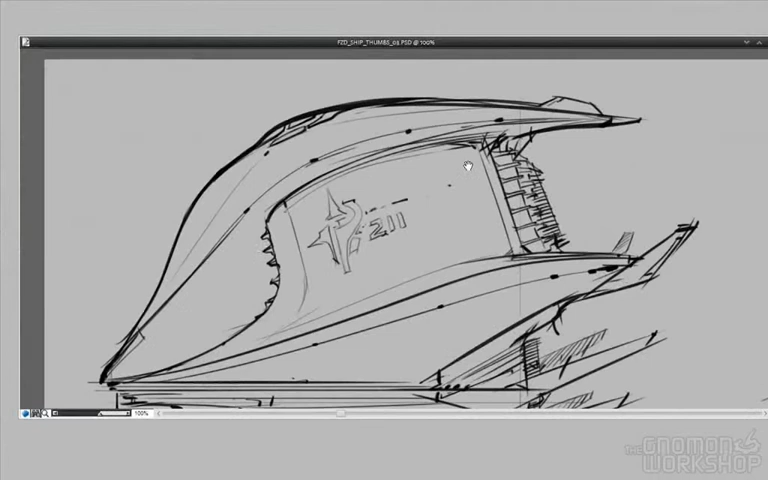 FZD_SHIP_THUMBS_03.PSD @ 100%
211
100%
THE GNOMON
WORKSHOP